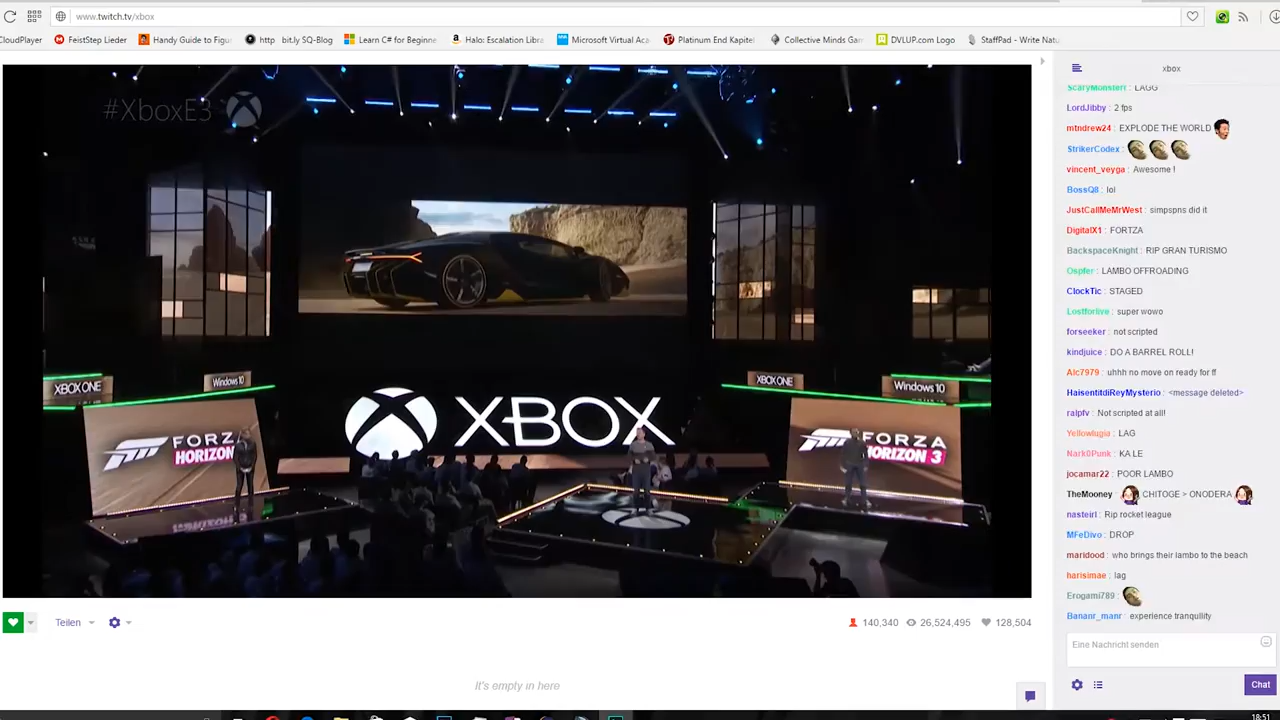 www.twitch.tv/xbox
CloudPlayer
FeistStep Lieder
Handy Guide to Figu
http bit.ly SQ-Blog
Learn C# for Beginne
Halo: Escalation Libra
Microsoft Virtual Aca
Platinum End Kapitel
Collective Minds Gam
DVLUP.com Logo
StaffPad - Write Natu
#XboxE3
XBOX ONE
Windows 10
XBOX ONE
Windows 10
XBOX
FORZA
HORIZON
FORZA
HORIZON 3
Teilen
140,340
26,524,495
128,504
It's empty in here
xbox
ScaryMonsterr : LAGG
LordJibby : 2 fps
mtndrew24 : EXPLODE THE WORLD
StrikerCodex :
vincent_veyga : Awesome !
BossQ8 : lol
JustCallMeMrWest : simpspns did it
DigitalX1 : FORTZA
BackspaceKnight : RIP GRAN TURISMO
Ospfer : LAMBO OFFROADING
ClockTic : STAGED
Lostforlive : super wowo
forseeker : not scripted
kindjuice : DO A BARREL ROLL!
Alc7979 : uhhh no move on ready for ff
HaisentitdiReyMysterio : <message deleted>
ralpfv : Not scripted at all!
Yellowlugia : LAG
Nark0Punk : KA LE
jocamar22 : POOR LAMBO
TheMooney : CHITOGE > ONODERA
nasteirl : Rip rocket league
MFeDivo : DROP
maridood : who brings their lambo to the beach
harisimae : lag
Erogami789 :
Bananr_manr : experience tranqullity
Eine Nachricht senden
Chat
18:51